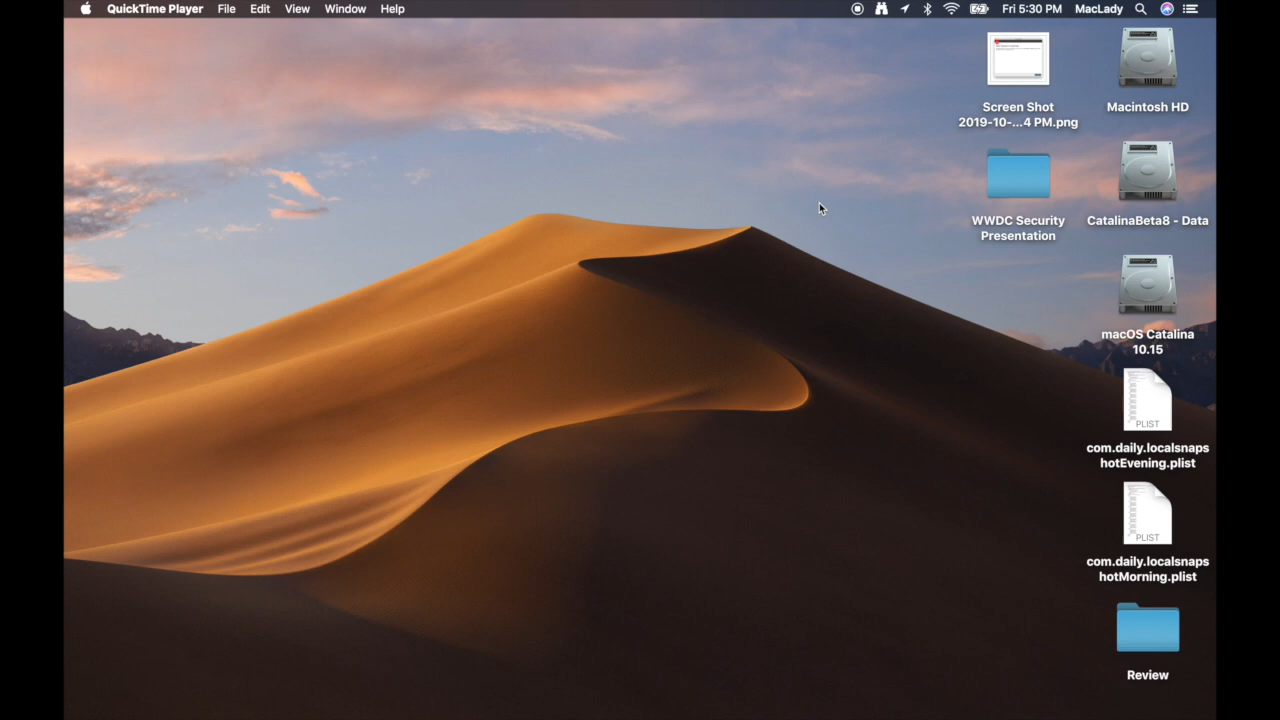 QuickTime Player File Edit View Window Help Fri 5:30 PM MacLady
Screen Shot
2019-10-...4 PM.png
Macintosh HD
WWDC Security
Presentation
CatalinaBeta8 - Data
macOS Catalina
10.15
PLIST
com.daily.localsnaps
hotEvening.plist
PLIST
com.daily.localsnaps
hotMorning.plist
Review